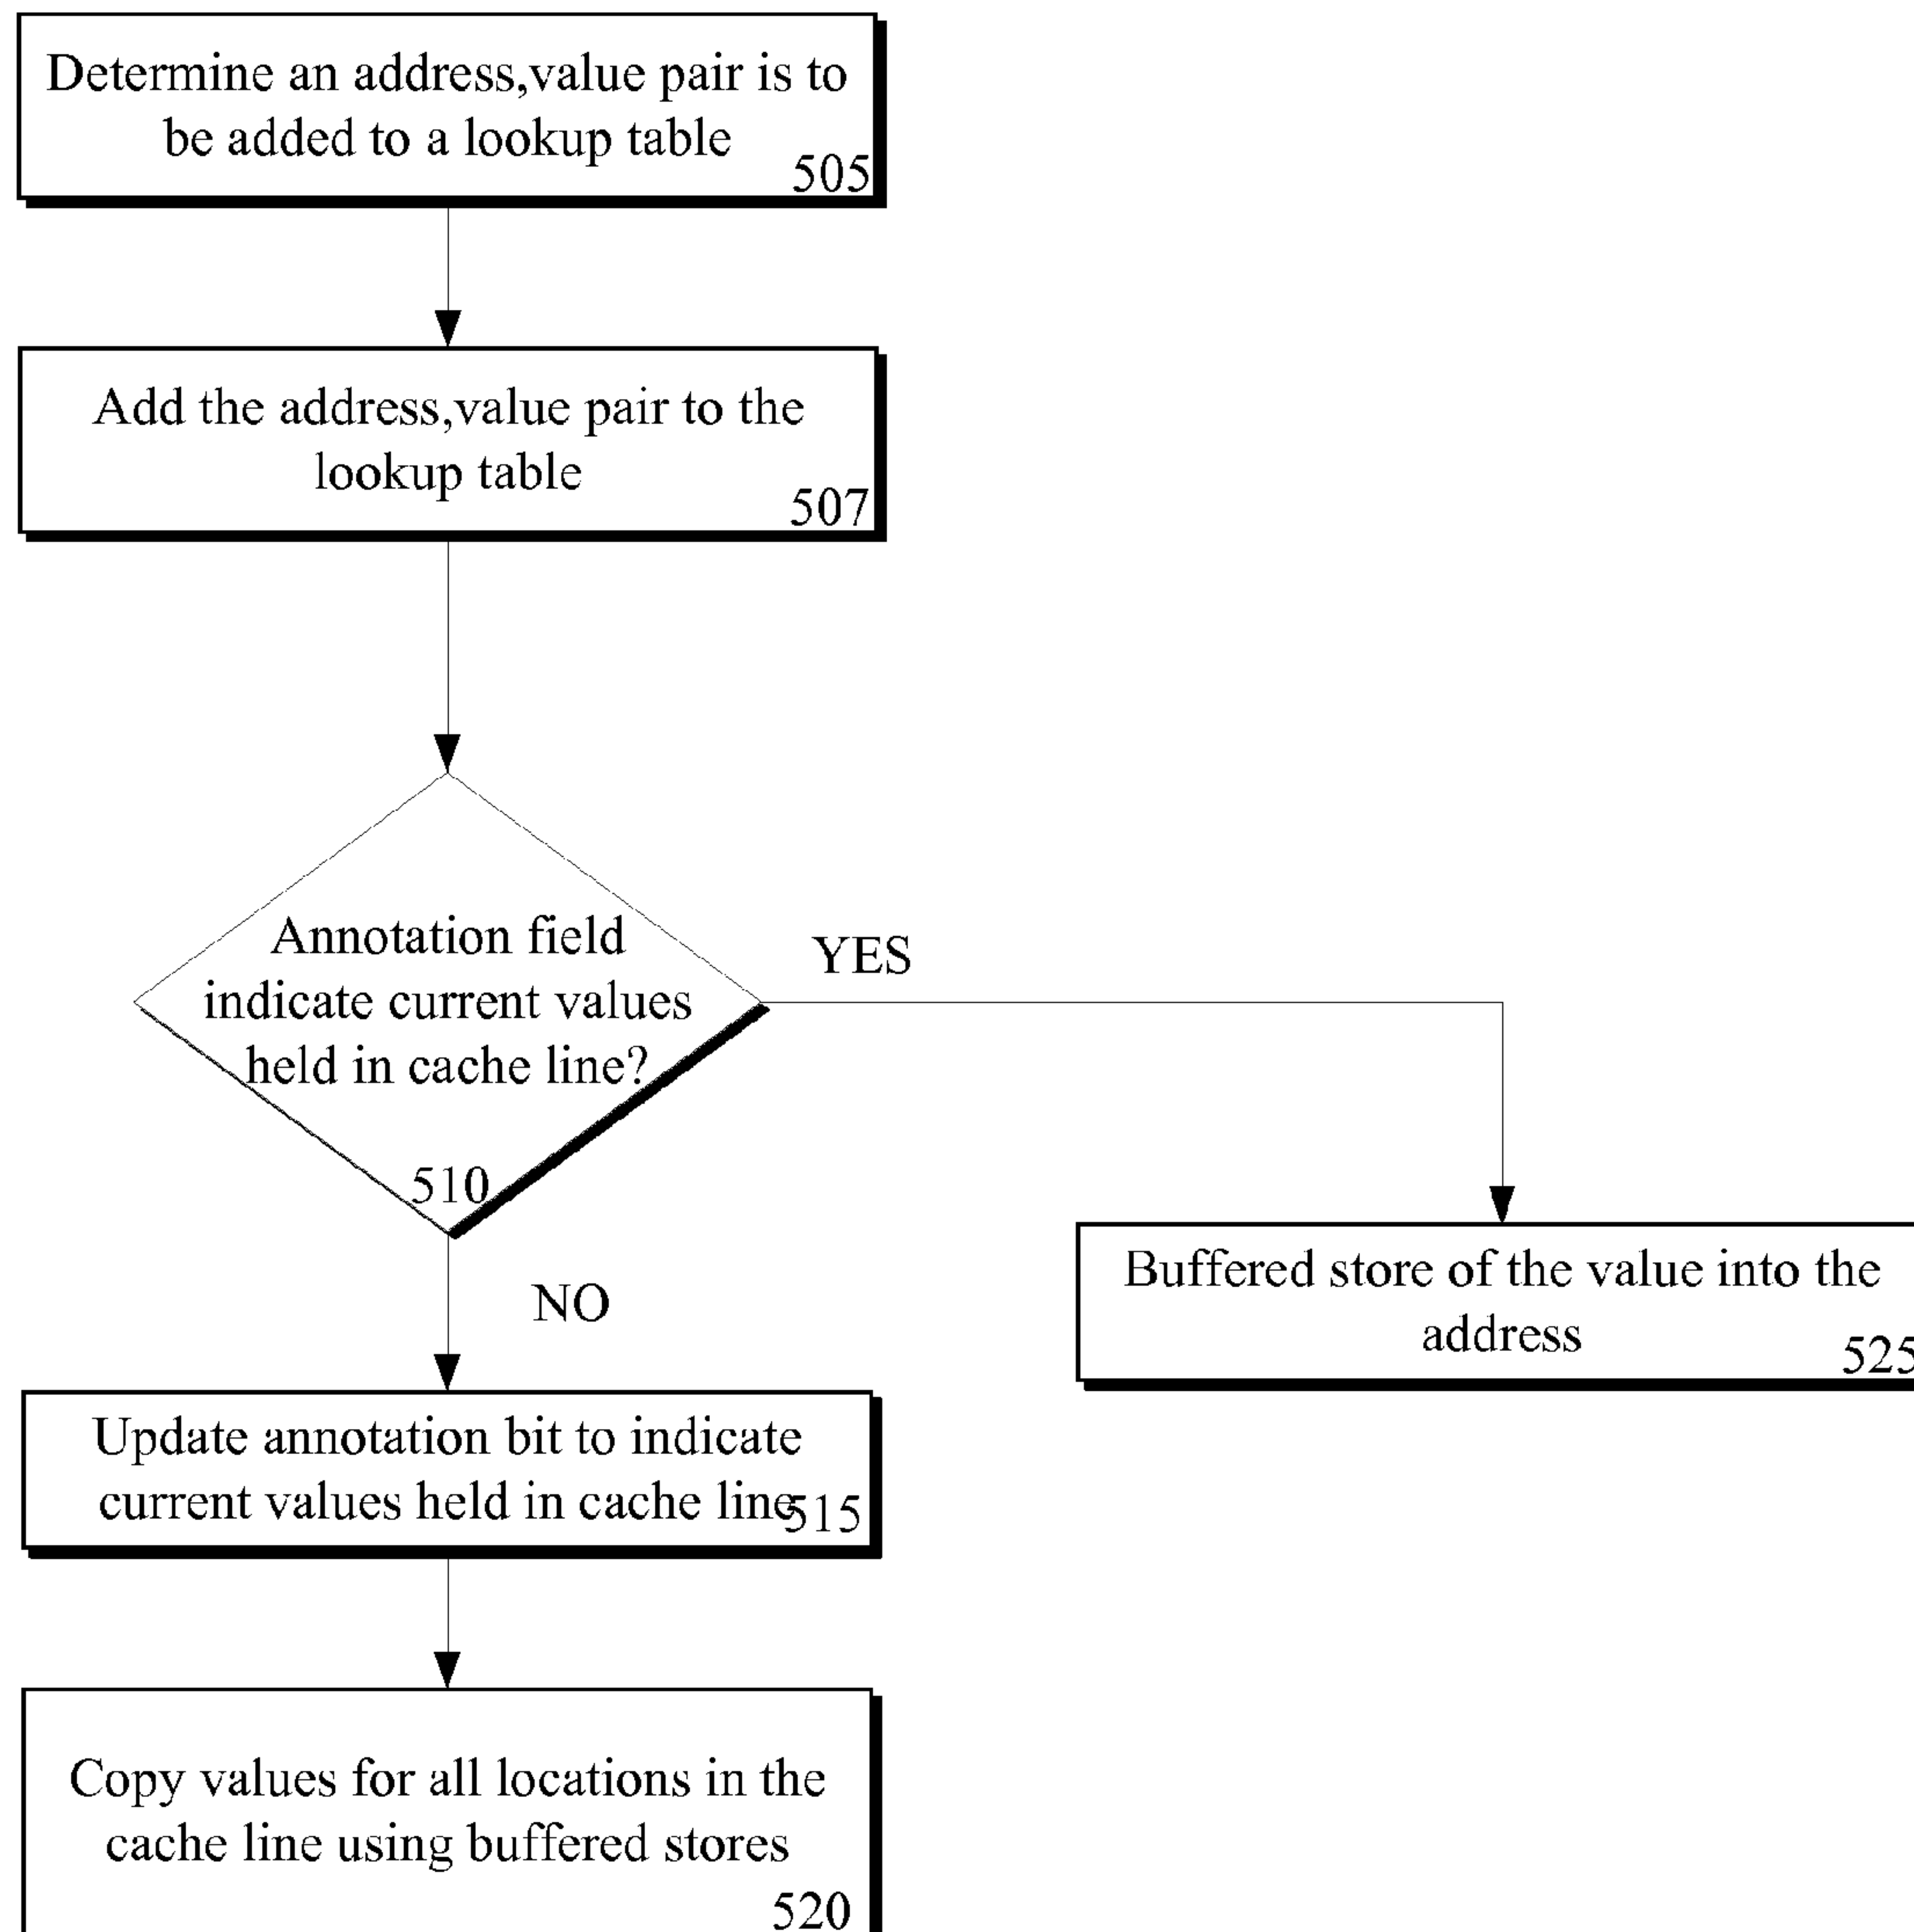 Determine an address,value pair is to
be added to a lookup table
505
Add the address,value pair to the
lookup table
507
Annotation field
indicate current values
held in cache line?
510
YES
NO
Buffered store of the value into the
address
525
Update annotation bit to indicate
current values held in cache line
515
Copy values for all locations in the
cache line using buffered stores
520